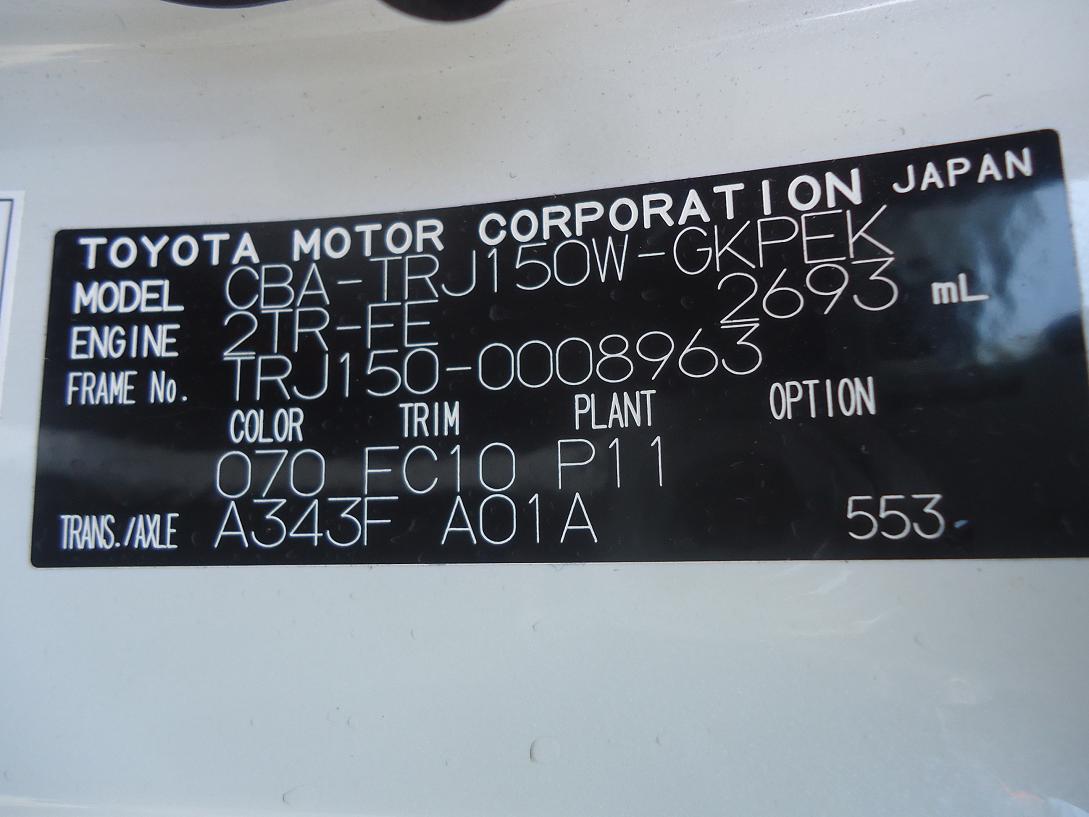 TOYOTA MOTOR CORPORATION JAPAN
MODEL CBA-TRJ150W-GKPEK
ENGINE 2TR-FE 2693 mL
FRAME No. TRJ150-0008963
COLOR TRIM PLANT OPTION
070 FC10 P11
TRANS./AXLE A343F A01A 553